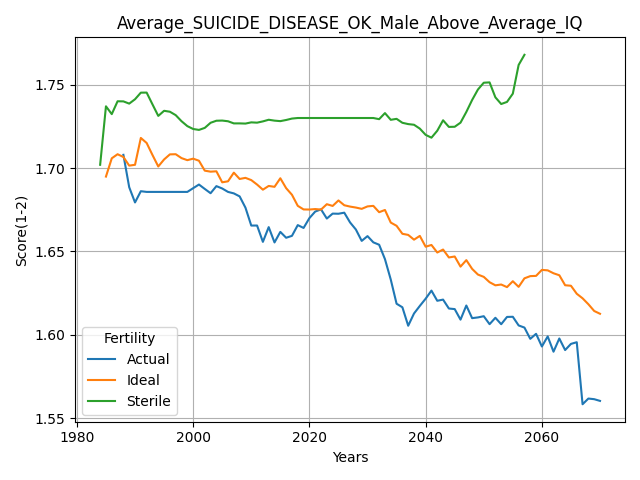 Average_SUICIDE_DISEASE_OK_Male_Above_Average_IQ
Score(1-2)
1.75
1.70
1.65
1.60
1.55
Fertility
Actual
Ideal
Sterile
1980
2000
2020
2040
2060
Years